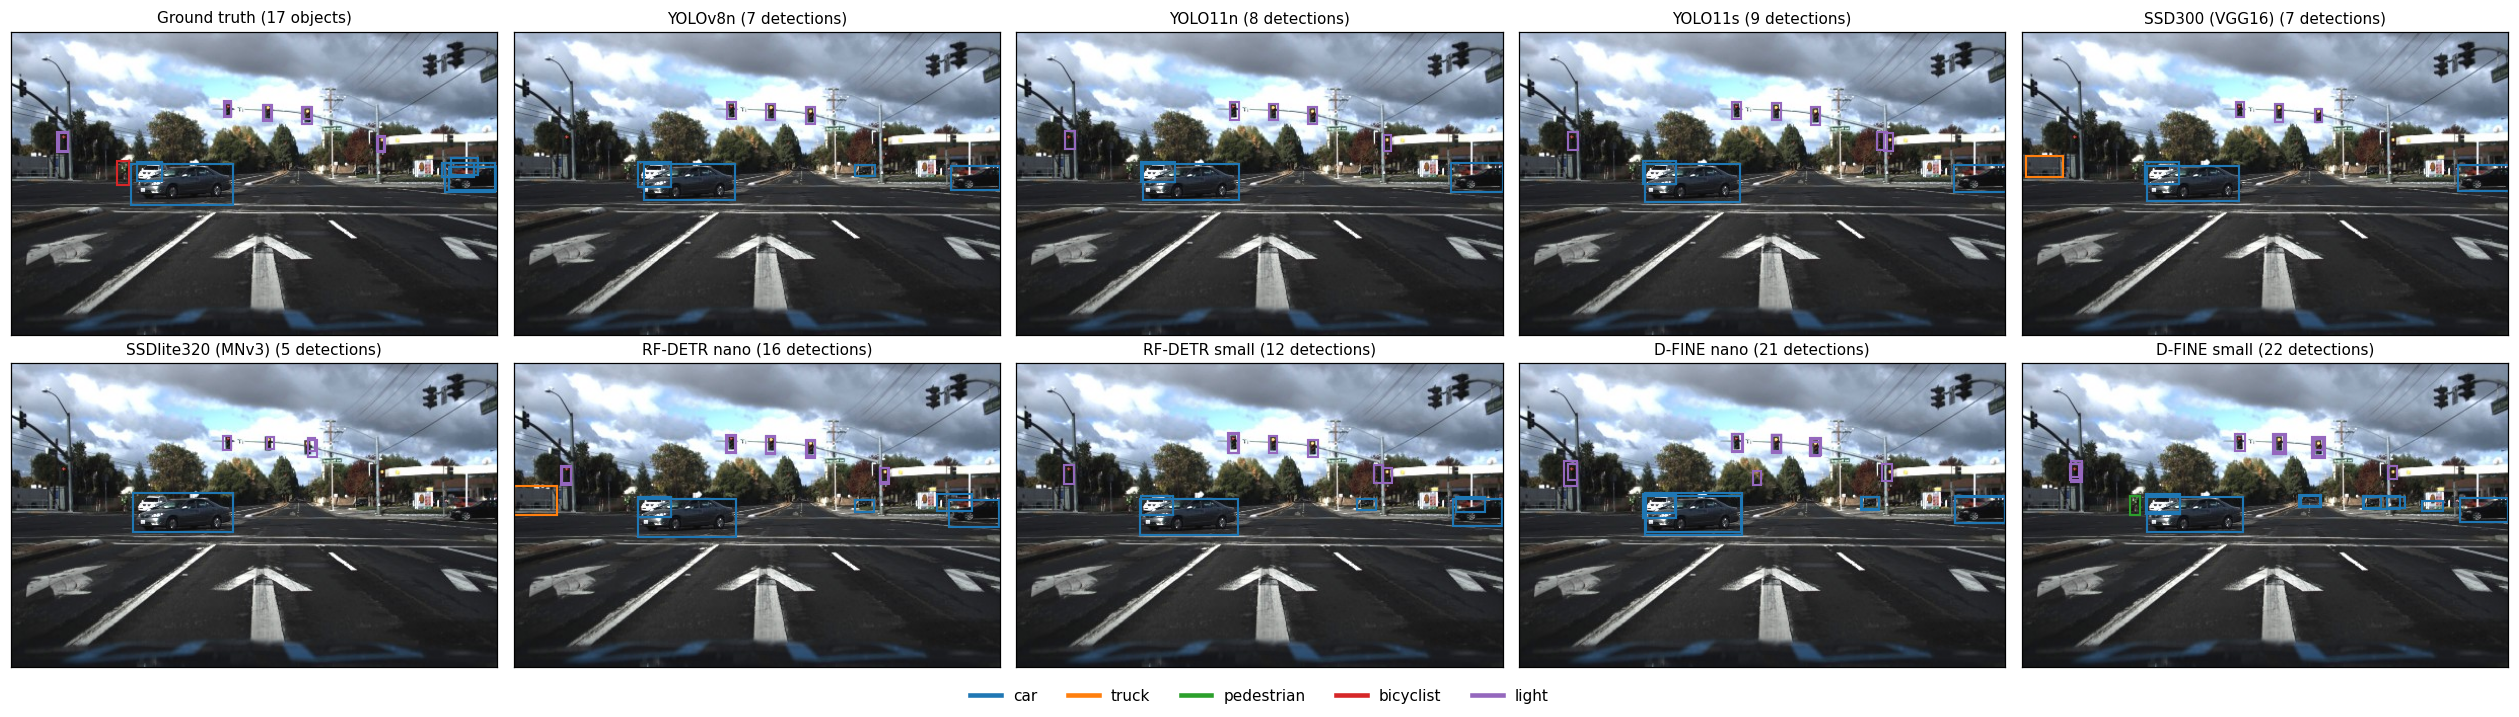 Ground truth (17 objects)
YOLOv8n (7 detections)
YOLO11n (8 detections)
YOLO11s (9 detections)
SSD300 (VGG16) (7 detections)
SSDlite320 (MNv3) (5 detections)
RF-DETR nano (16 detections)
RF-DETR small (12 detections)
D-FINE nano (21 detections)
D-FINE small (22 detections)
car
truck
pedestrian
bicyclist
light